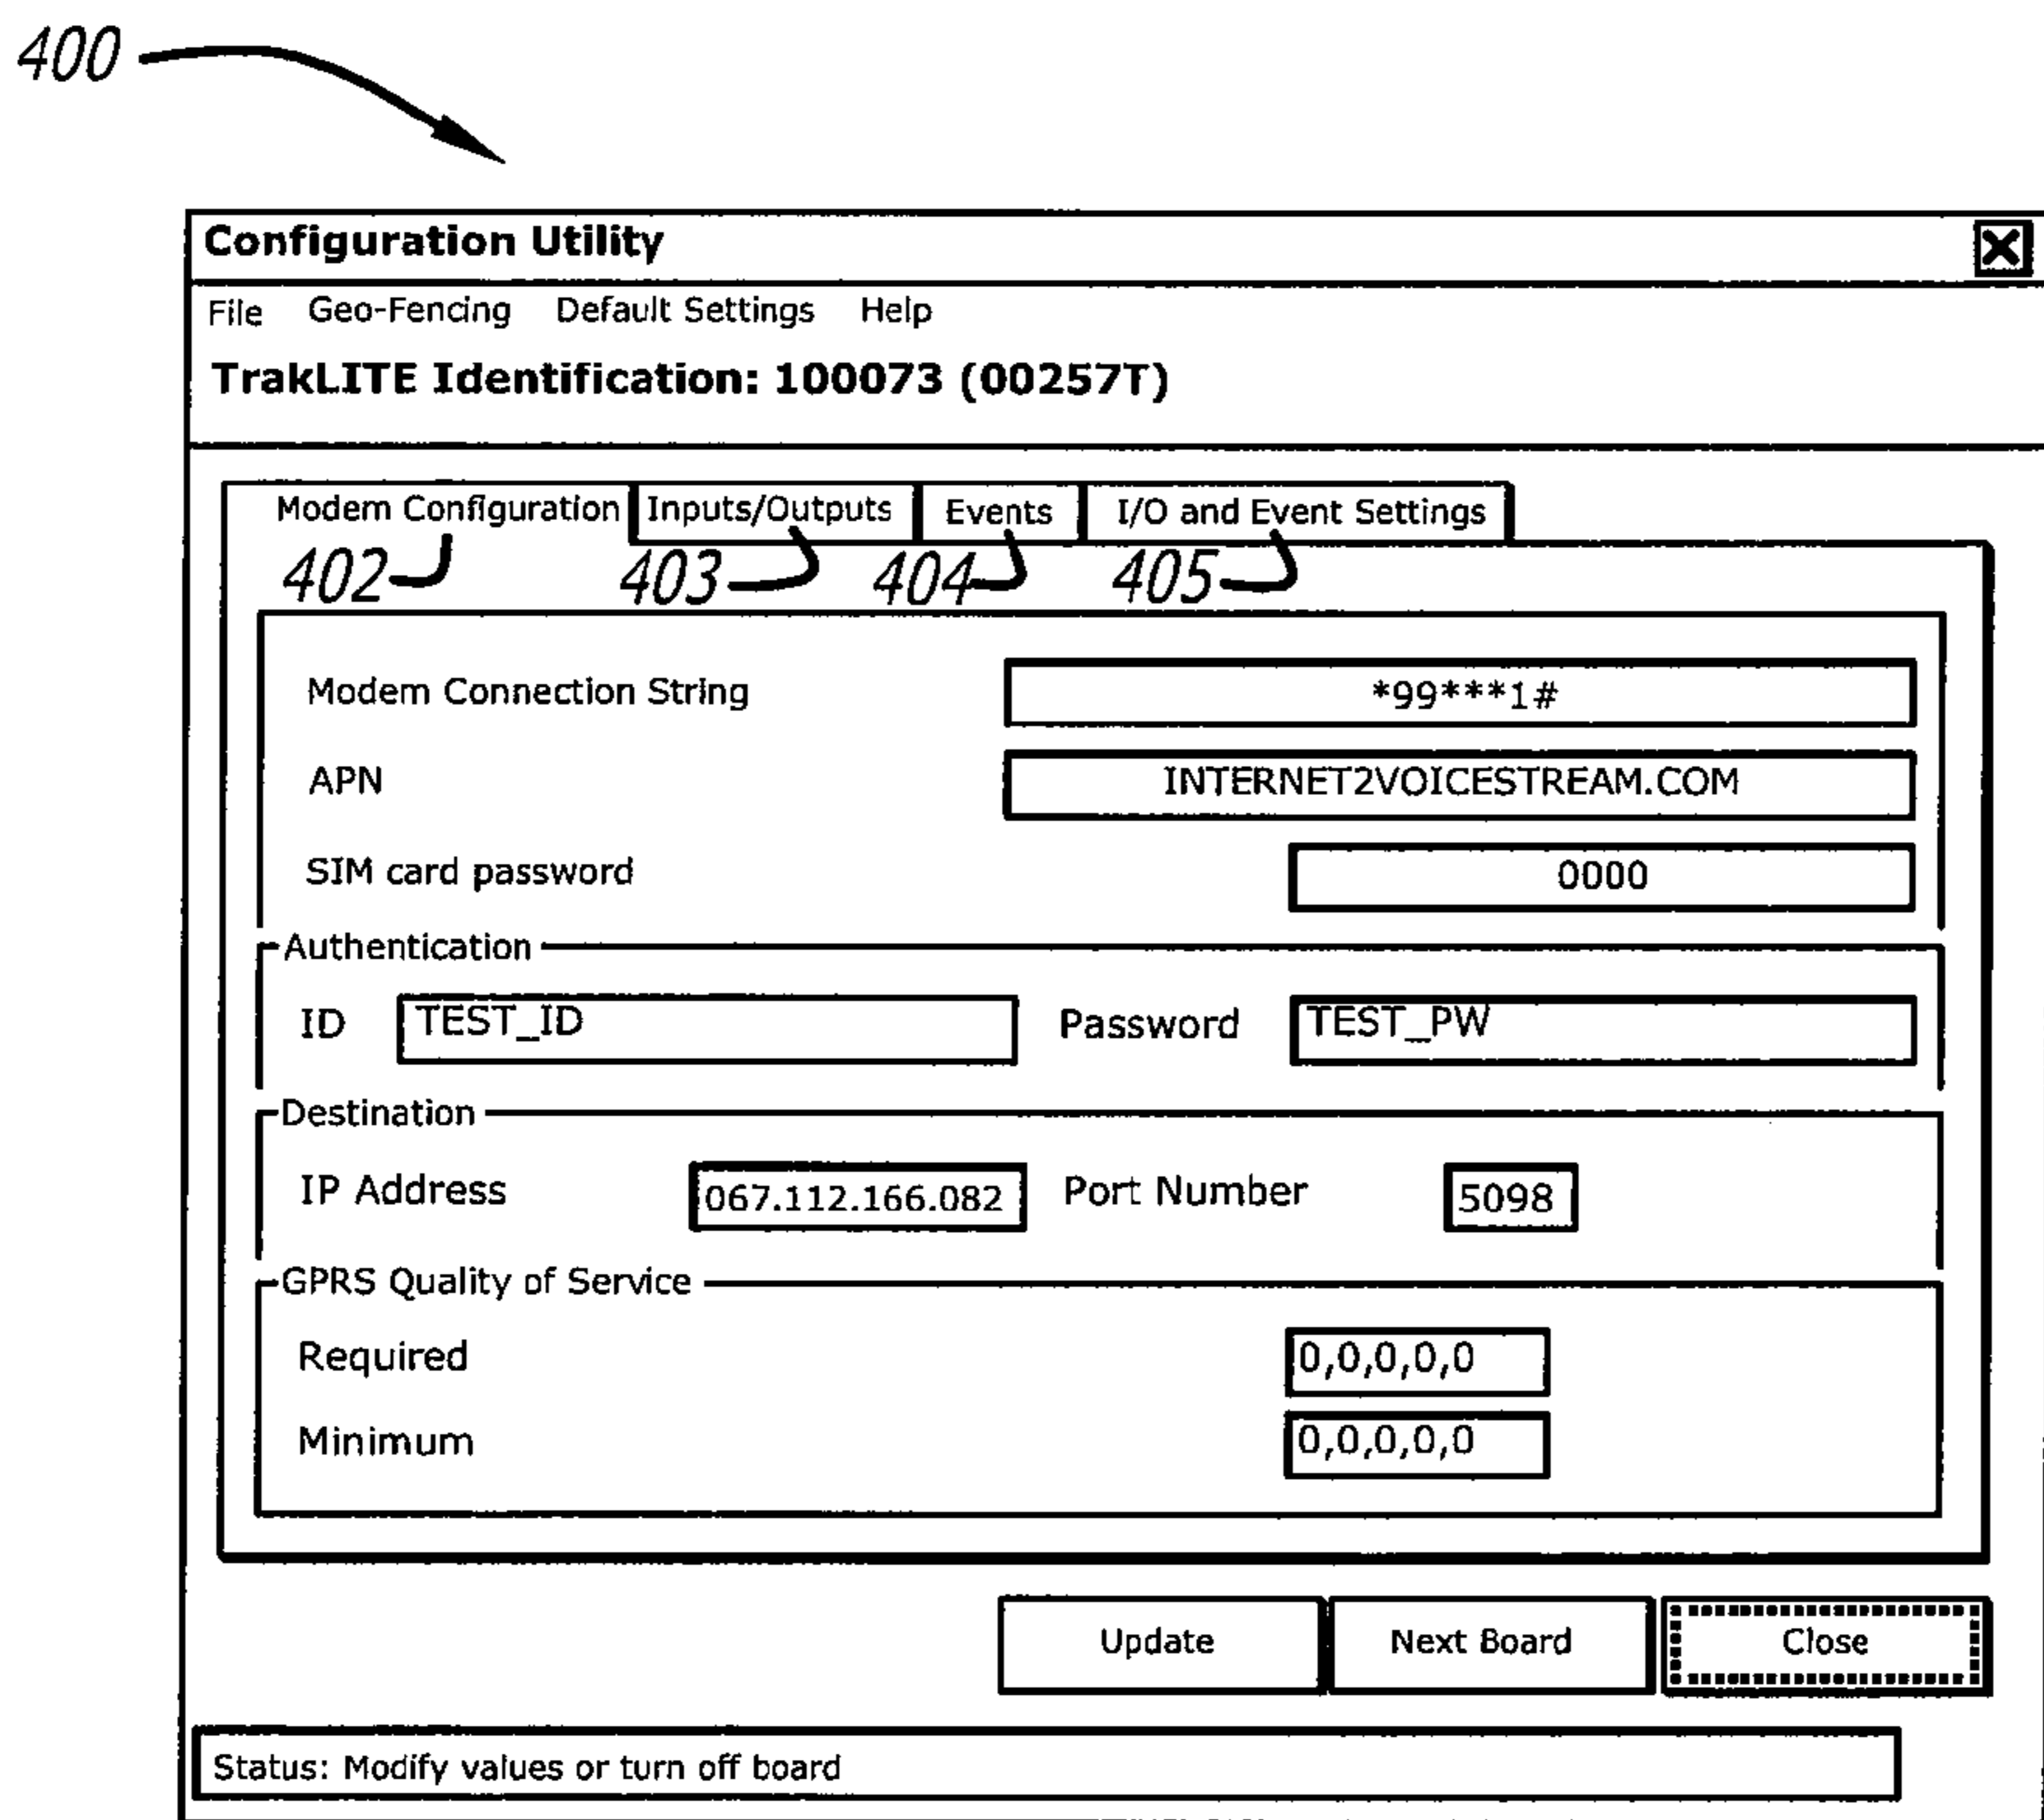 400
Configuration Utility
File Geo-Fencing Default Settings Help
TrakLITE Identification: 100073 (00257T)
Modem Configuration Inputs/Outputs Events I/O and Event Settings
402 403 404 405
Modem Connection String *99***1#
APN INTERNET2VOICESTREAM.COM
SIM card password 0000
Authentication
ID TEST_ID Password TEST_PW
Destination
IP Address 067.112.166.082 Port Number 5098
GPRS Quality of Service
Required 0,0,0,0,0
Minimum 0,0,0,0,0
Update Next Board Close
Status: Modify values or turn off board